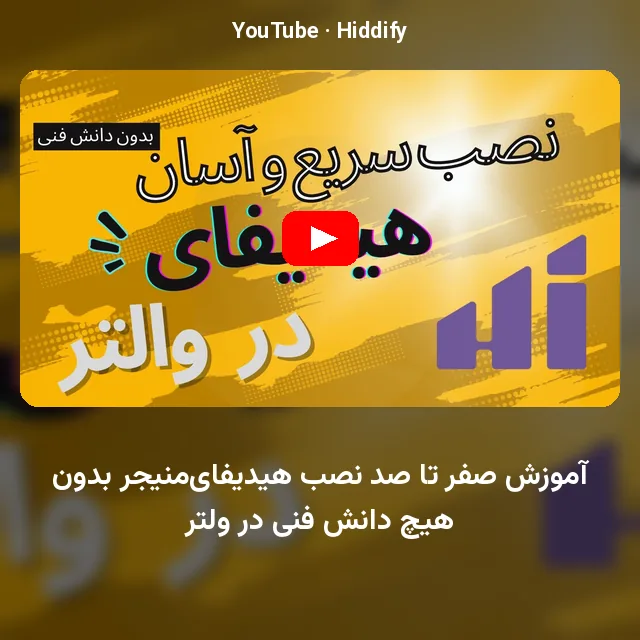 YouTube · Hiddify
بدون دانش فنی
نصب سریع و آسان
هیدیفای
در والتر
آموزش صفر تا صد نصب هیدیفای‌منیجر بدون
هیچ دانش فنی در ولتر